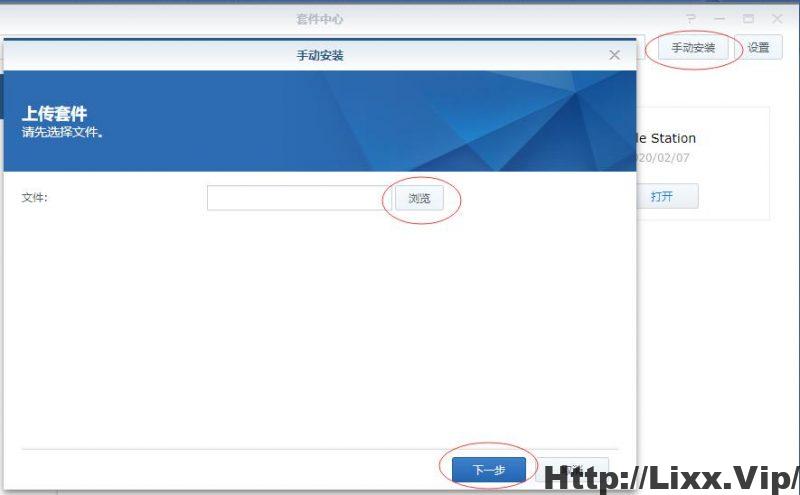 套件中心
手动安装
设置
手动安装
上传套件
请先选择文件。
文件:
浏览
le Station
20/02/07
打开
下一步
Http://Lixx.Vip/